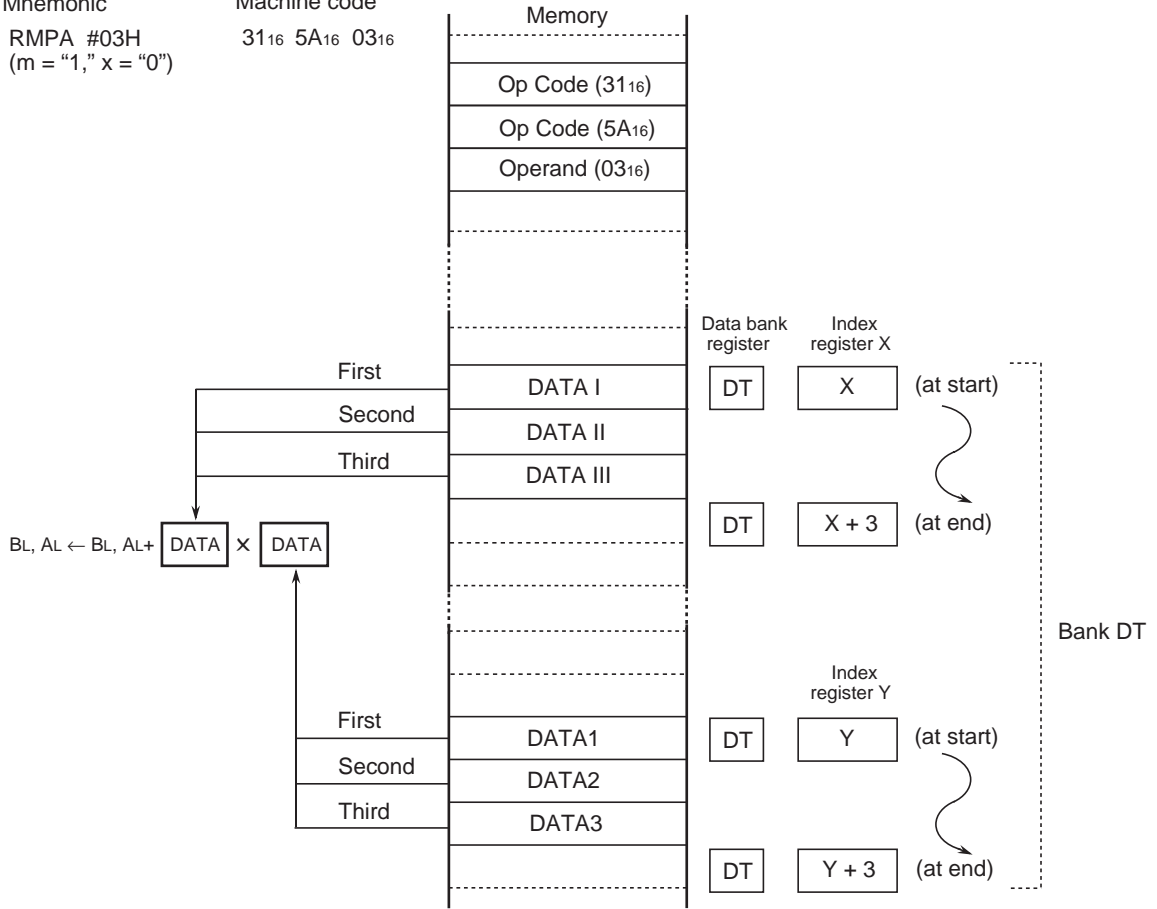 Mnemonic
Machine code
RMPA #03H
(m = “1,” x = “0”)
31₁₆ 5A₁₆ 03₁₆
Memory
Op Code (31₁₆)
Op Code (5A₁₆)
Operand (03₁₆)
Data bank
register
Index
register X
First
DATA I
DT
X
(at start)
Second
DATA II
Third
DATA III
DT
X + 3
(at end)
BL, AL ← BL, AL+ DATA × DATA
Bank DT
Index
register Y
First
DATA1
DT
Y
(at start)
Second
DATA2
Third
DATA3
DT
Y + 3
(at end)